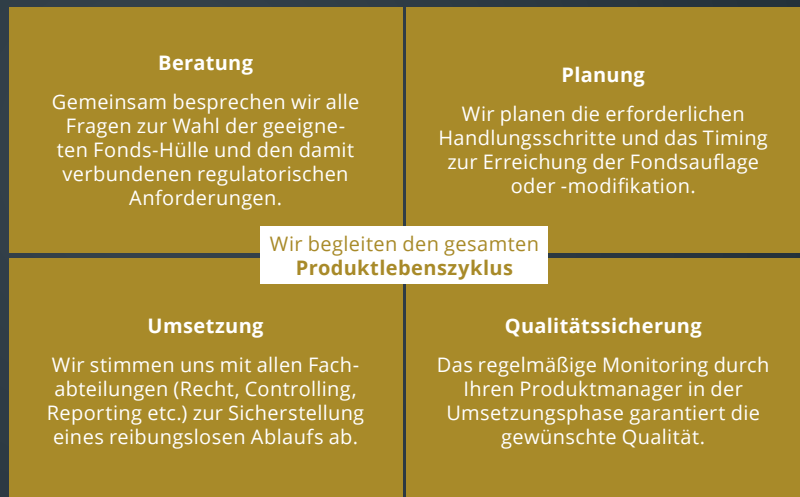 Beratung
Gemeinsam besprechen wir alle
Fragen zur Wahl der geeigne-
ten Fonds-Hülle und den damit
verbundenen regulatorischen
Anforderungen.
Planung
Wir planen die erforderlichen
Handlungsschritte und das Timing
zur Erreichung der Fondsauflage
oder -modifikation.
Wir begleiten den gesamten
Produktlebenszyklus
Umsetzung
Wir stimmen uns mit allen Fach-
abteilungen (Recht, Controlling,
Reporting etc.) zur Sicherstellung
eines reibungslosen Ablaufs ab.
Qualitätssicherung
Das regelmäßige Monitoring durch
Ihren Produktmanager in der
Umsetzungsphase garantiert die
gewünschte Qualität.